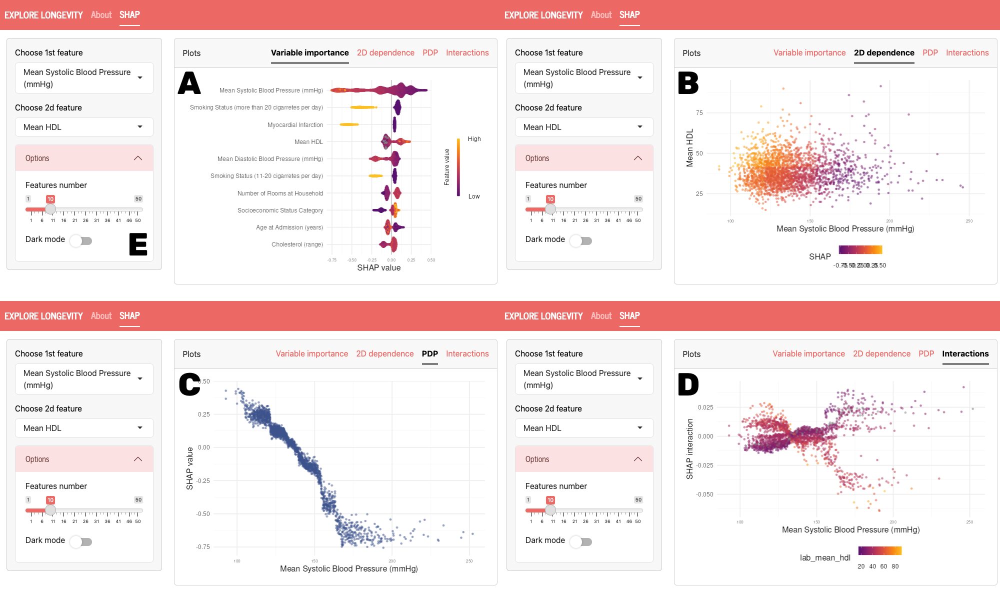 EXPLORE LONGEVITY About SHAP
Choose 1st feature
Mean Systolic Blood Pressure
(mmHg)
Choose 2d feature
Mean HDL
Options
Features number
1 10 50
1 6 11 16 21 26 31 36 41 46 50
Dark mode
E
Plots Variable importance 2D dependence PDP Interactions
A
Mean Systolic Blood Pressure (mmHg)
Smoking Status (more than 20 cigarretes per day)
Myocardial Infarction
Mean HDL
Mean Diastolic Blood Pressure (mmHg)
Smoking Status (11-20 cigarretes per day)
Number of Rooms at Household
Socioeconomic Status Category
Age at Admission (years)
Cholesterol (range)
-0.75 -0.50 -0.25 0.00 0.25 0.50
SHAP value
Feature value
High
Low
EXPLORE LONGEVITY About SHAP
Choose 1st feature
Mean Systolic Blood Pressure
(mmHg)
Choose 2d feature
Mean HDL
Options
Features number
1 10 50
1 6 11 16 21 26 31 36 41 46 50
Dark mode
Plots Variable importance 2D dependence PDP Interactions
B
Mean HDL
75
50
25
100 150 200 250
Mean Systolic Blood Pressure (mmHg)
SHAP
-0.75 -0.50 -0.25 0.00 0.25 0.50
EXPLORE LONGEVITY About SHAP
Choose 1st feature
Mean Systolic Blood Pressure
(mmHg)
Choose 2d feature
Mean HDL
Options
Features number
1 10 50
1 6 11 16 21 26 31 36 41 46 50
Dark mode
Plots Variable importance 2D dependence PDP Interactions
C
SHAP value
0.50
0.25
0.00
-0.25
-0.50
-0.75
100 150 200 250
Mean Systolic Blood Pressure (mmHg)
EXPLORE LONGEVITY About SHAP
Choose 1st feature
Mean Systolic Blood Pressure
(mmHg)
Choose 2d feature
Mean HDL
Options
Features number
1 10 50
1 6 11 16 21 26 31 36 41 46 50
Dark mode
Plots Variable importance 2D dependence PDP Interactions
D
SHAP interaction
0.025
0.000
-0.025
-0.050
100 150 200 250
Mean Systolic Blood Pressure (mmHg)
lab_mean_hdl
20 40 60 80